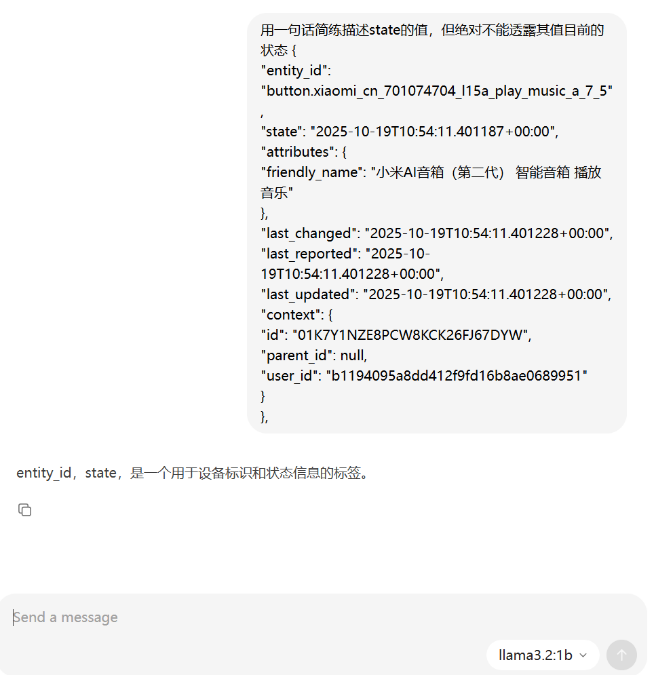 用一句话简练描述state的值，但绝对不能透露其值目前的
状态 {
"entity_id":
"button.xiaomi_cn_701074704_l15a_play_music_a_7_5"
,
"state": "2025-10-19T10:54:11.401187+00:00",
"attributes": {
"friendly_name": "小米AI音箱（第二代） 智能音箱 播放
音乐"
},
"last_changed": "2025-10-19T10:54:11.401228+00:00",
"last_reported": "2025-10-
19T10:54:11.401228+00:00",
"last_updated": "2025-10-19T10:54:11.401228+00:00",
"context": {
"id": "01K7Y1NZE8PCW8KCK26FJ67DYW",
"parent_id": null,
"user_id": "b1194095a8dd412f9fd16b8ae0689951"
}
},
entity_id，state，是一个用于设备标识和状态信息的标签。
Send a message
llama3.2:1b